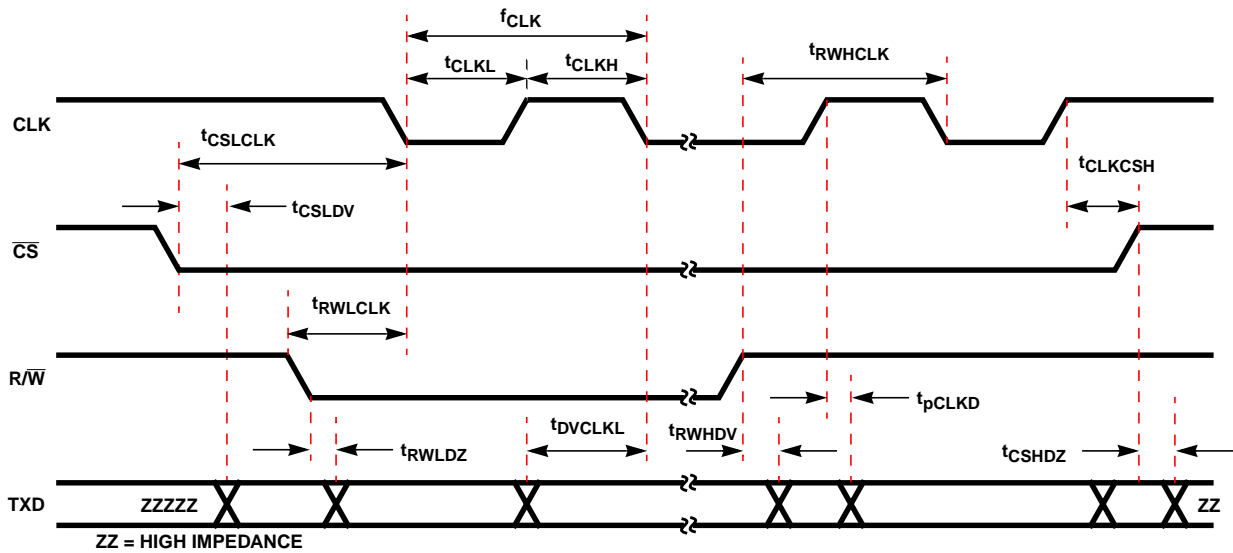 fCLK
tCLKL
tCLKH
tRWHCLK
CLK
tCSLCLK
tCLKCSH
tCSLDV
CS
tRWLCLK
R/W
tpCLKD
tDVCLKL
tRWHDV
tRWLDZ
tCSHDZ
TXD
ZZZZZ
ZZ
ZZ = HIGH IMPEDANCE